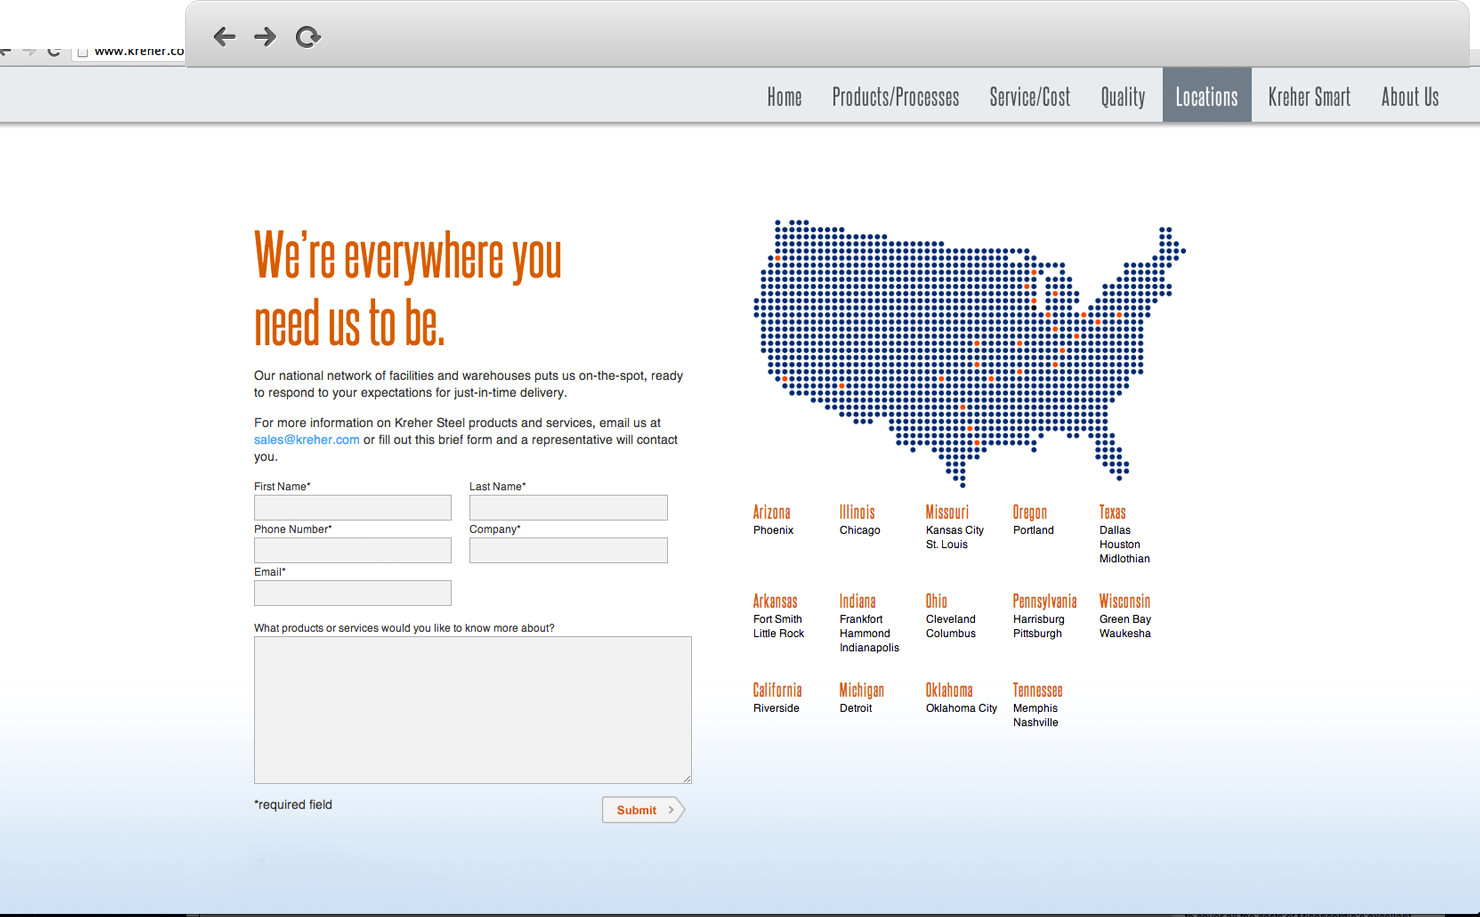 www.kreher.co
Home Products/Processes Service/Cost Quality Locations Kreher Smart About Us
We're everywhere you
need us to be.
Our national network of facilities and warehouses puts us on-the-spot, ready
to respond to your expectations for just-in-time delivery.
For more information on Kreher Steel products and services, email us at
sales@kreher.com or fill out this brief form and a representative will contact
you.
First Name* Last Name*
Phone Number* Company*
Email*
What products or services would you like to know more about?
*required field
Submit
Arizona Illinois Missouri Oregon Texas
Phoenix Chicago Kansas City Portland Dallas
St. Louis Houston
Midlothian
Arkansas Indiana Ohio Pennsylvania Wisconsin
Fort Smith Frankfort Cleveland Harrisburg Green Bay
Little Rock Hammond Columbus Pittsburgh Waukesha
Indianapolis
California Michigan Oklahoma Tennessee
Riverside Detroit Oklahoma City Memphis
Nashville